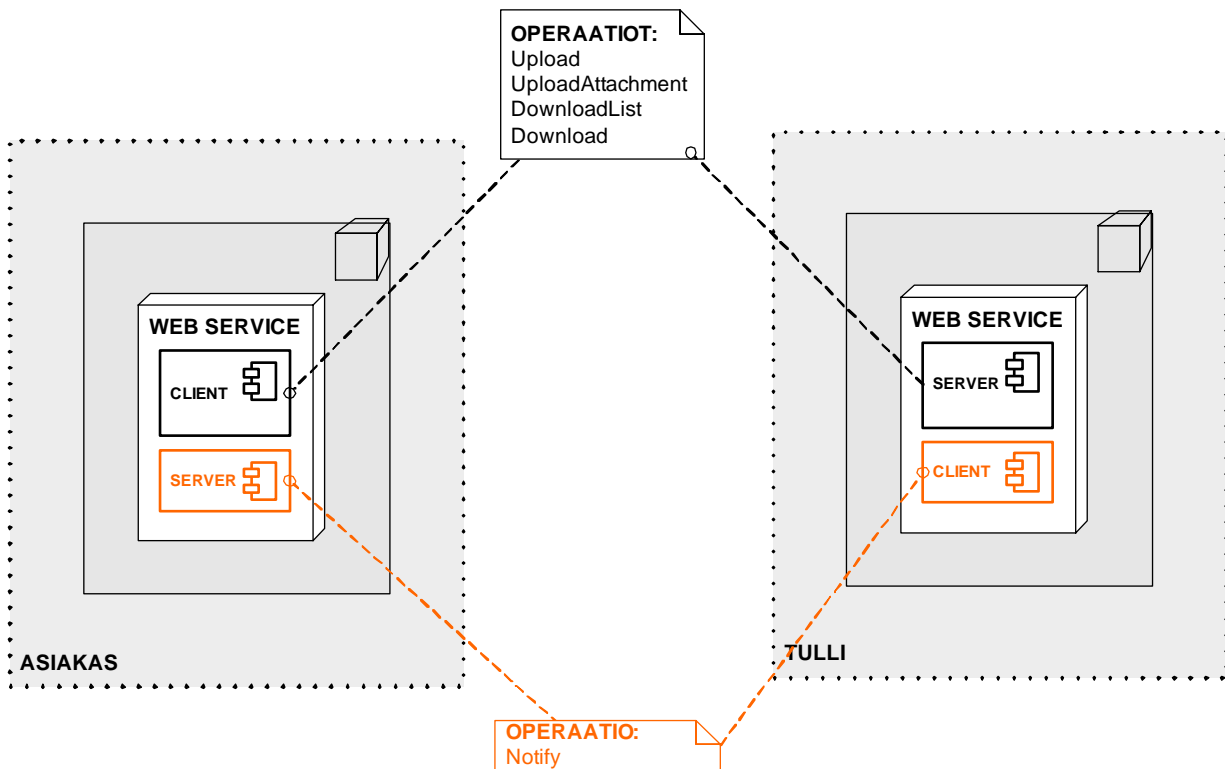 OPERAATIOT:
Upload
UploadAttachment
DownloadList
Download
WEB SERVICE
CLIENT
SERVER
ASIAKAS
WEB SERVICE
SERVER
CLIENT
TULLI
OPERAATIO:
Notify